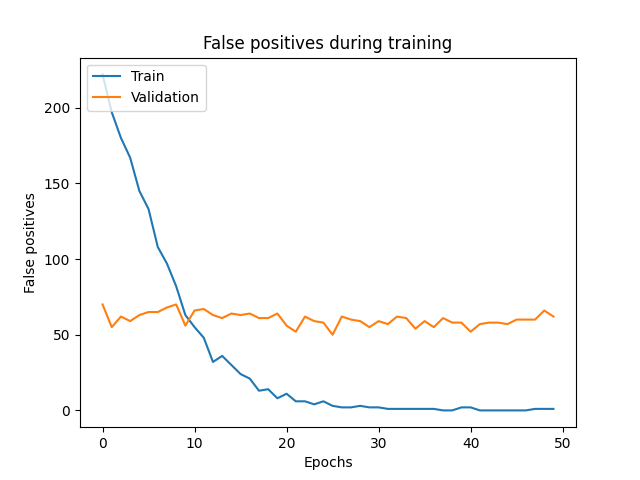 False positives during training
Train
Validation
False positives
200
150
100
50
0
0 10 20 30 40 50
Epochs